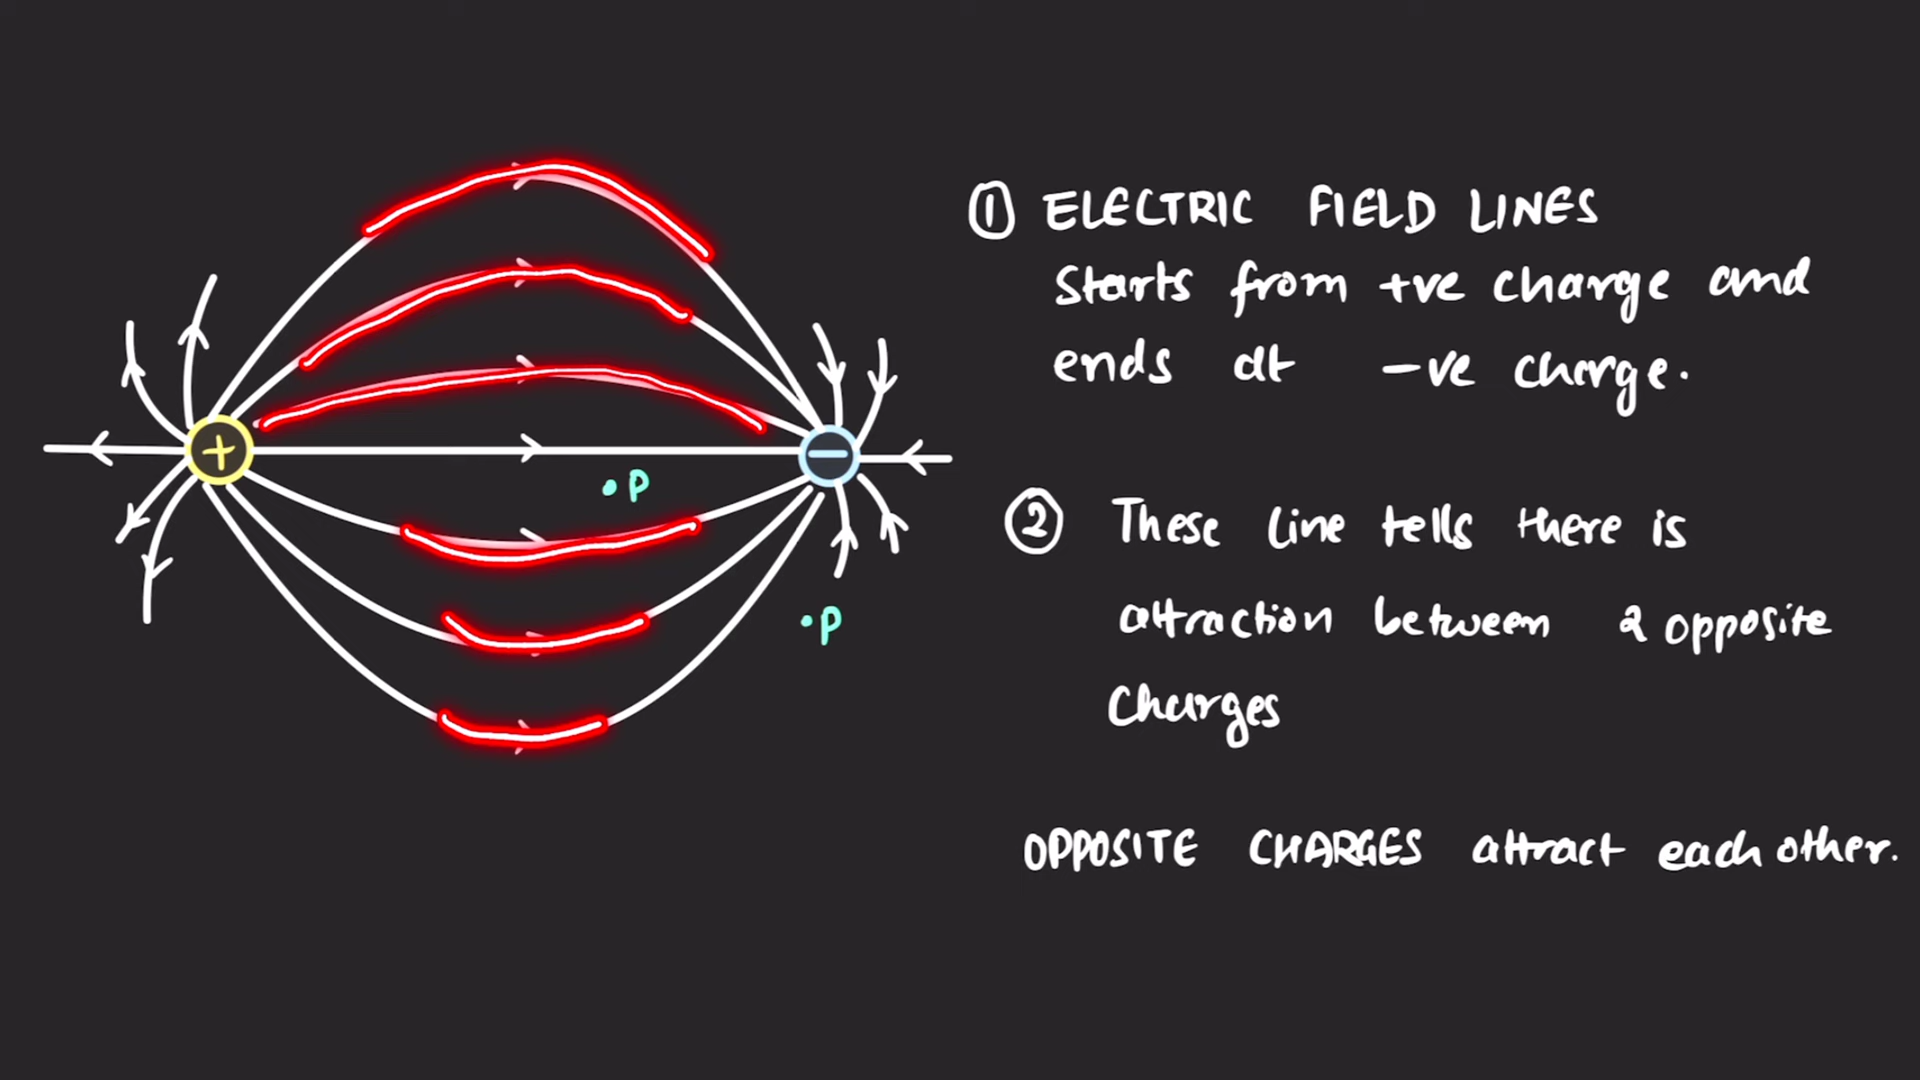 +
−
P
P
① ELECTRIC FIELD LINES
starts from +ve charge and
ends at -ve charge.
② These line tells there is
attraction between 2 opposite
Charges
OPPOSITE CHARGES attract each other.